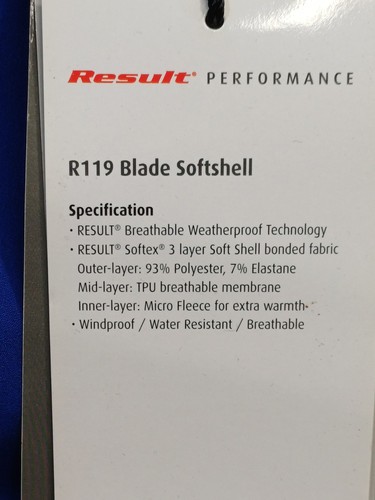 Result® PERFORMANCE
R119 Blade Softshell
Specification
• RESULT® Breathable Weatherproof Technology
• RESULT® Softex® 3 layer Soft Shell bonded fabric
Outer-layer: 93% Polyester, 7% Elastane
Mid-layer: TPU breathable membrane
Inner-layer: Micro Fleece for extra warmth
• Windproof / Water Resistant / Breathable